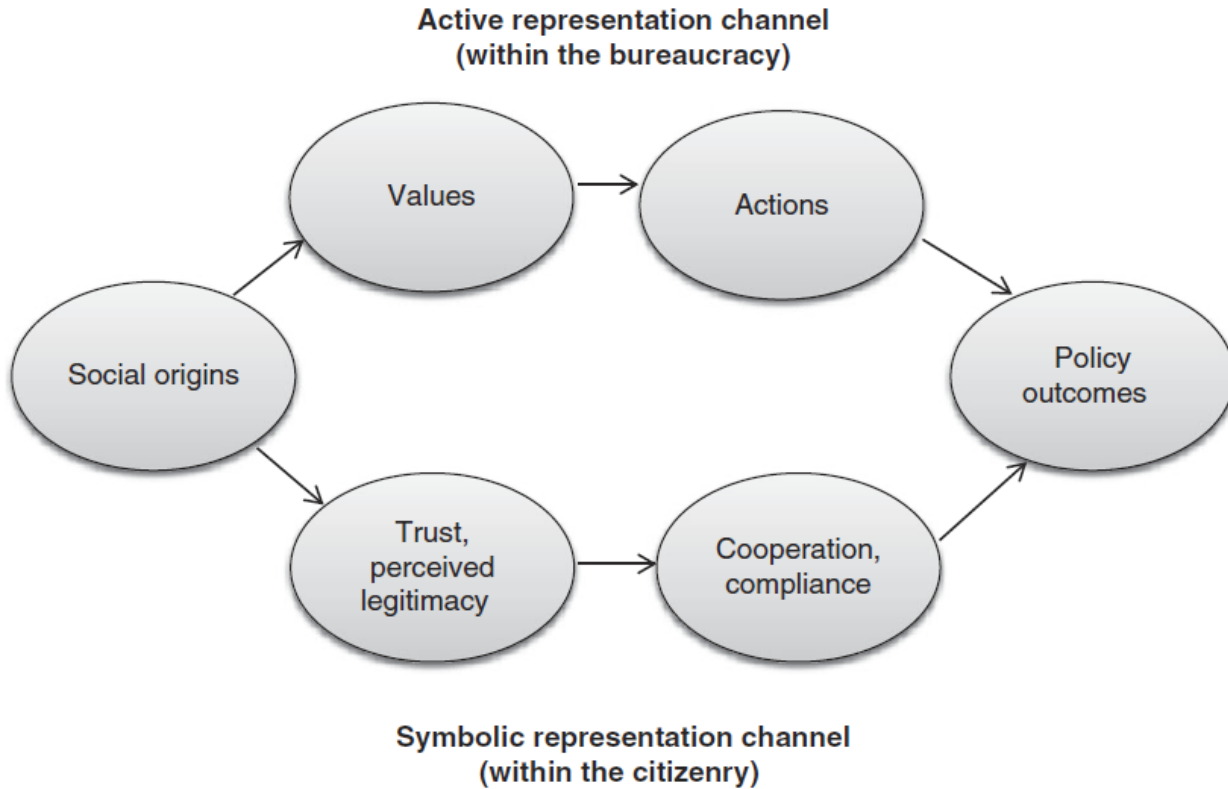 Active representation channel
(within the bureaucracy)
Values
Actions
Social origins
Policy
outcomes
Trust,
perceived
legitimacy
Cooperation,
compliance
Symbolic representation channel
(within the citizenry)